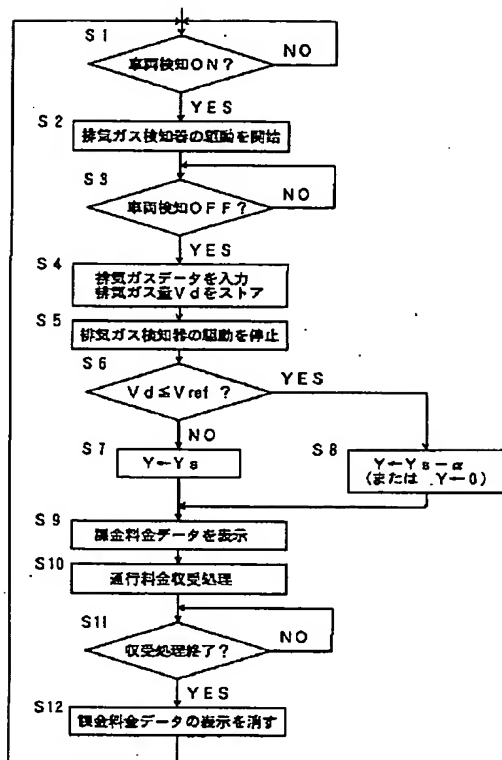 S1
車両検知ON?
NO
YES
S2
排気ガス検知器の駆動を開始
S3
車両検知OFF?
NO
YES
S4
排気ガスデータを入力
排気ガス量Vdをストア
S5
排気ガス検知器の駆動を停止
S6
Vd≤Vref ?
YES
NO
S7
Y←Ys
S8
Y←Ys-α
(または Y←0)
S9
課金料金データを表示
S10
通行料金収受処理
S11
収受処理終了?
NO
YES
S12
課金料金データの表示を消す